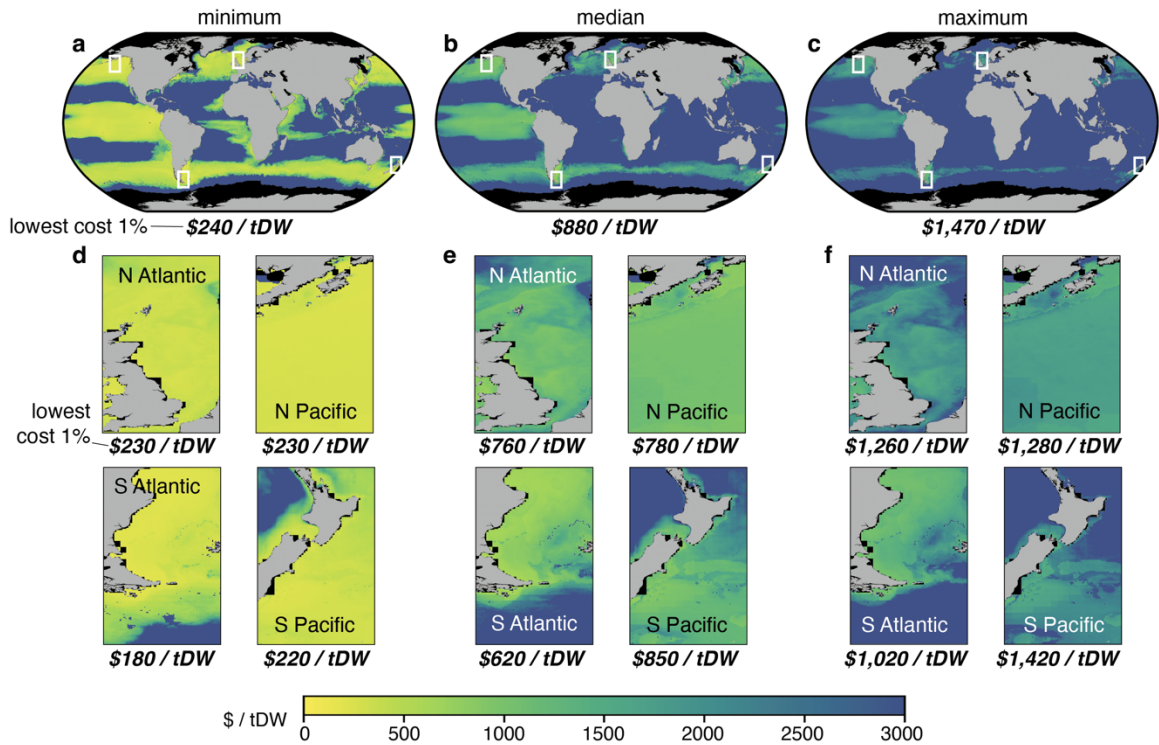 minimum
median
maximum
a
b
c
lowest cost 1%
$240 / tDW
$880 / tDW
$1,470 / tDW
d
e
f
N Atlantic
N Pacific
N Atlantic
N Pacific
N Atlantic
N Pacific
lowest
cost 1%
$230 / tDW
$230 / tDW
$760 / tDW
$780 / tDW
$1,260 / tDW
$1,280 / tDW
S Atlantic
S Pacific
S Atlantic
S Pacific
S Atlantic
S Pacific
$180 / tDW
$220 / tDW
$620 / tDW
$850 / tDW
$1,020 / tDW
$1,420 / tDW
$ / tDW
0 500 1000 1500 2000 2500 3000